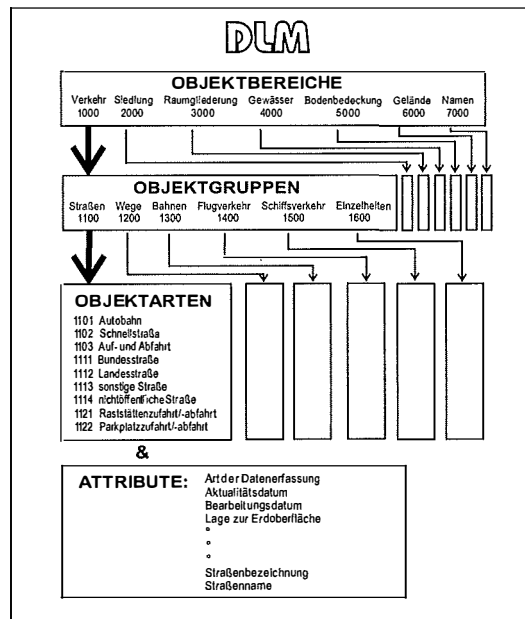 DLM
OBJEKTBEREICHE
Verkehr Siedlung Raumgliederung Gewässer Bodenbedeckung Gelände Namen
1000 2000 3000 4000 5000 6000 7000
OBJEKTGRUPPEN
Straßen Wege Bahnen Flugverkehr Schiffsverkehr Einzelheiten
1100 1200 1300 1400 1500 1600
OBJEKTARTEN
1101 Autobahn
1102 Schnellstraße
1103 Auf- und Abfahrt
1111 Bundesstraße
1112 Landesstraße
1113 sonstige Straße
1114 nichtöffentliche Straße
1121 Raststättenzufahrt/-abfahrt
1122 Parkplatzzufahrt/-abfahrt
&
ATTRIBUTE: Art der Datenerfassung
Aktualitätsdatum
Bearbeitungsdatum
Lage zur Erdoberfläche
°
°
°
Straßenbezeichnung
Straßenname